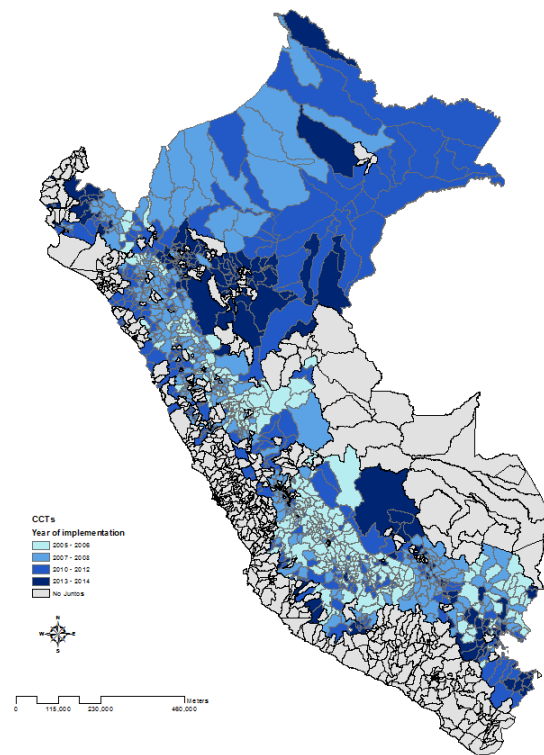 CCTs
Year of implementation
2005 - 2006
2007 - 2008
2010 - 2012
2013 - 2014
No Juntos
N
W E
S
Meters
0 115,000 230,000 460,000